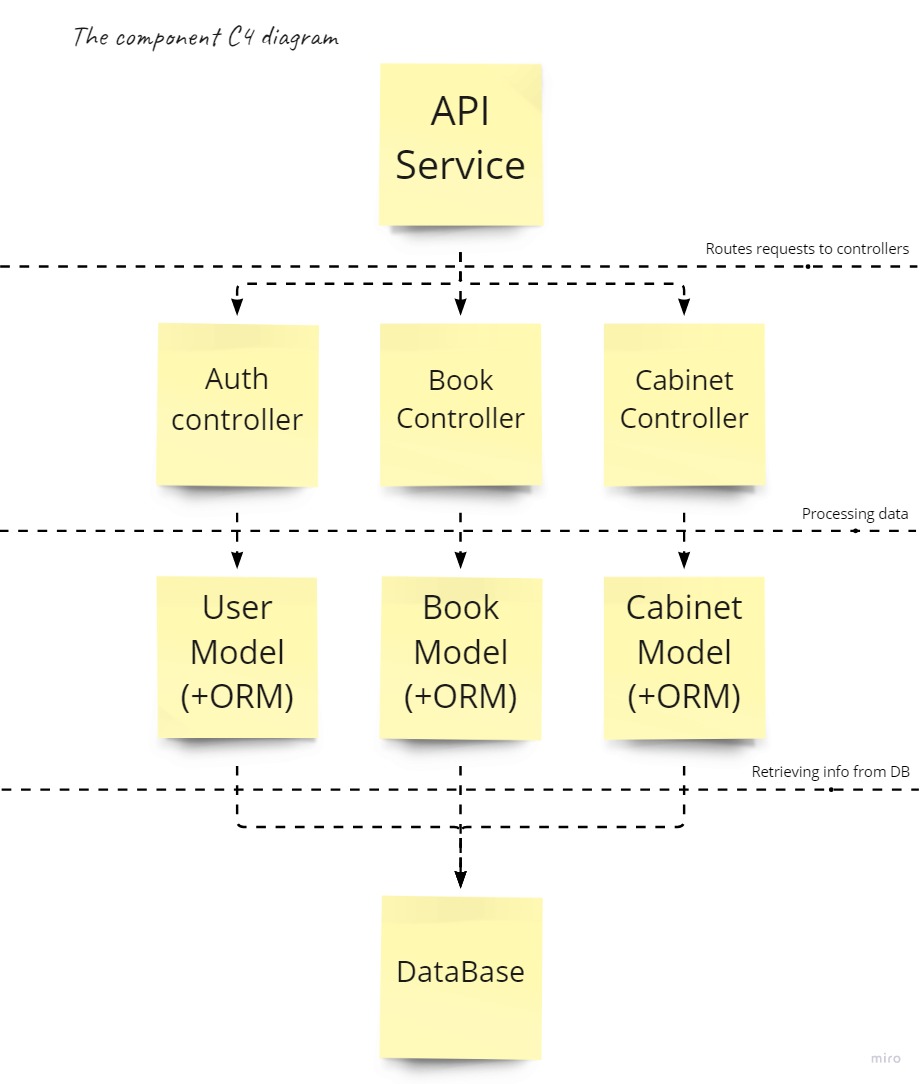 The component C4 diagram
API
Service
Routes requests to controllers
Auth
controller
Book
Controller
Cabinet
Controller
Processing data
User
Model
(+ORM)
Book
Model
(+ORM)
Cabinet
Model
(+ORM)
Retrieving info from DB
DataBase
miro